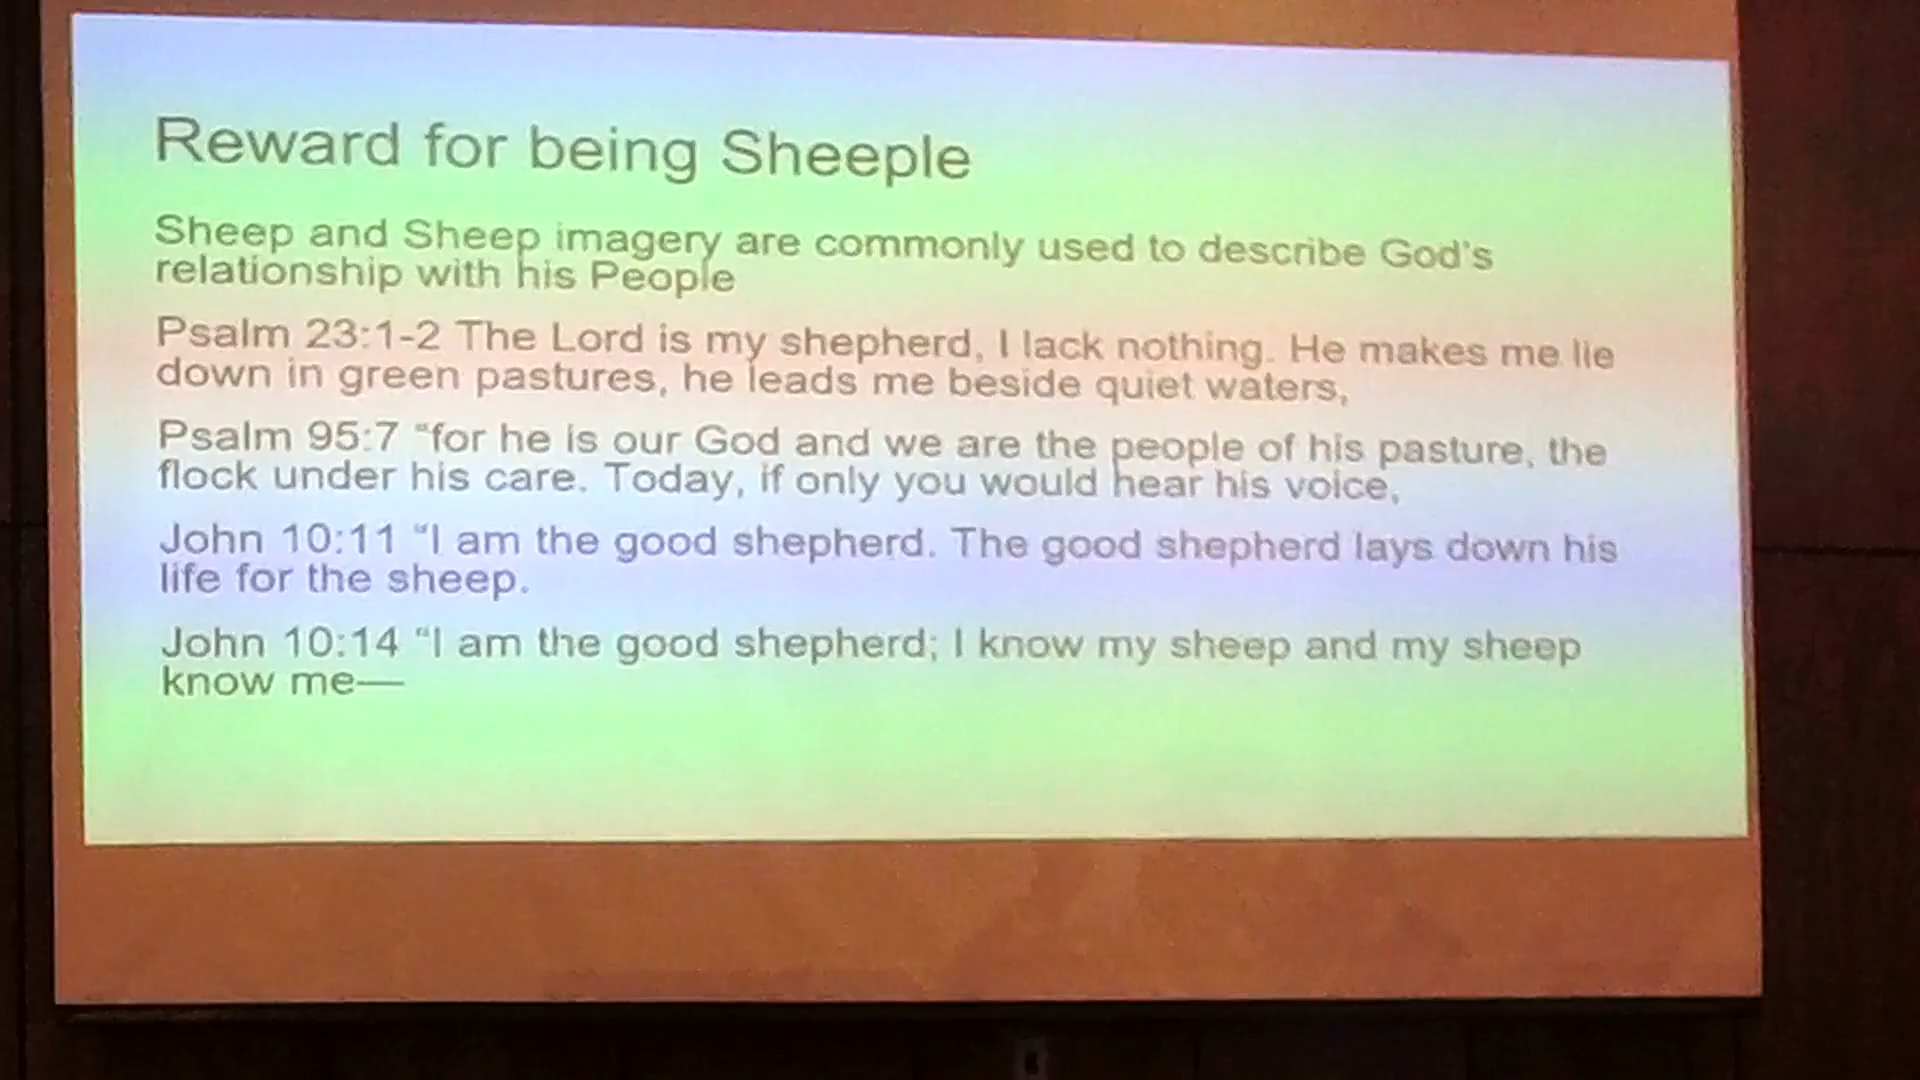 Reward for being Sheeple
Sheep and Sheep imagery are commonly used to describe God's
relationship with his People
Psalm 23:1-2 The Lord is my shepherd, I lack nothing. He makes me lie
down in green pastures, he leads me beside quiet waters,
Psalm 95:7 “for he is our God and we are the people of his pasture, the
flock under his care. Today, if only you would hear his voice,
John 10:11 “I am the good shepherd. The good shepherd lays down his
life for the sheep.
John 10:14 “I am the good shepherd; I know my sheep and my sheep
know me—